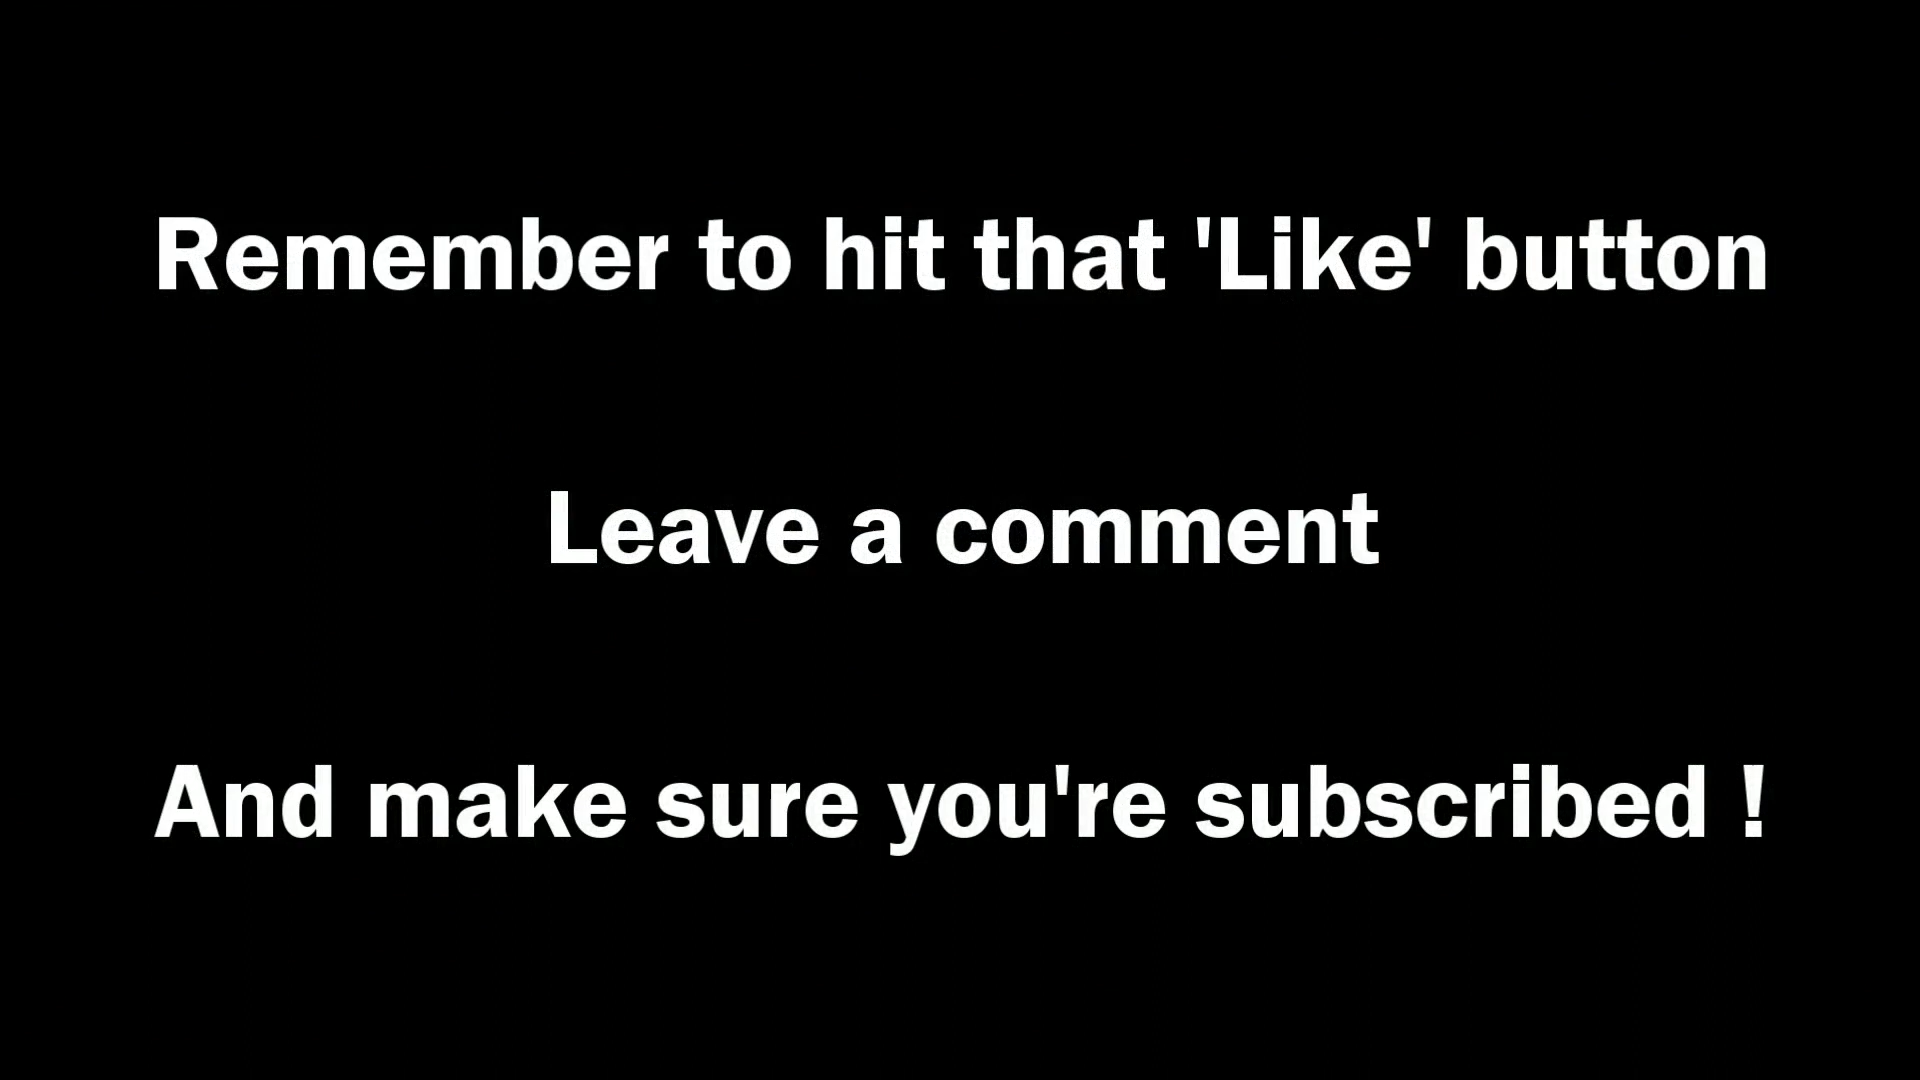 Remember to hit that 'Like' button
Leave a comment
And make sure you're subscribed !